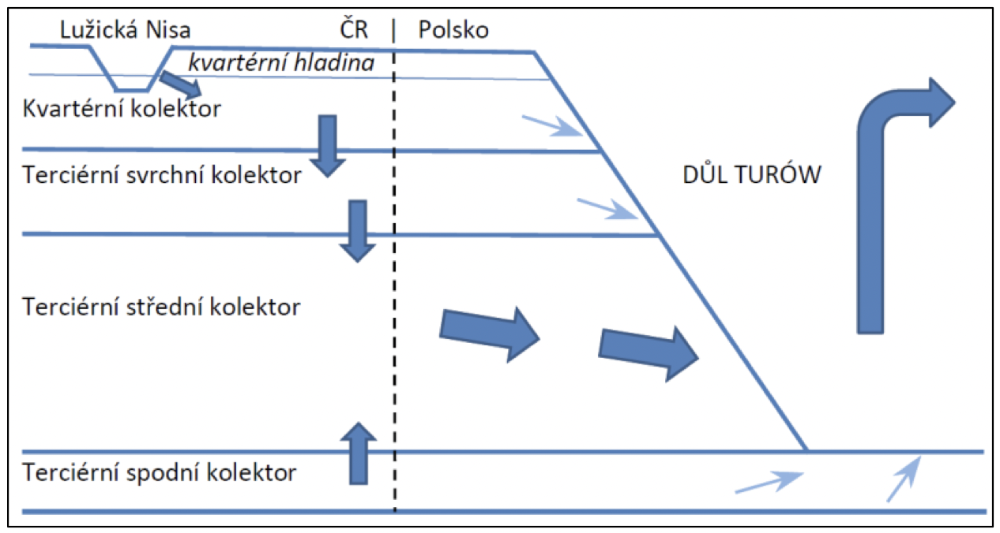 Lužická Nisa
ČR | Polsko
kvartérní hladina
Kvartérní kolektor
Terciérní svrchní kolektor
DŮL TURÓW
Terciérní střední kolektor
Terciérní spodní kolektor